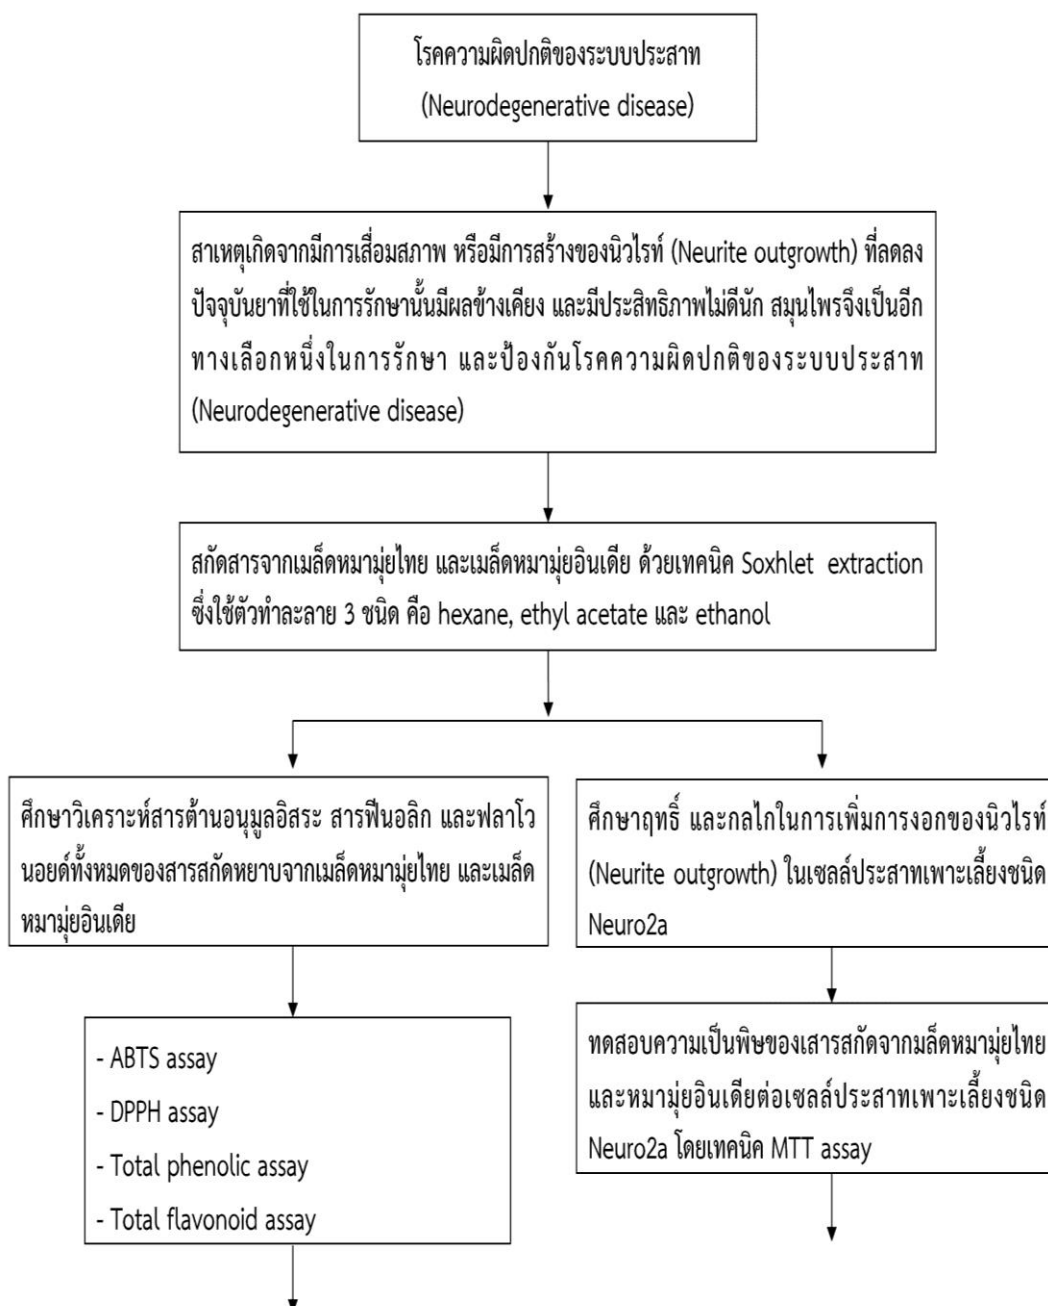 โรคความผิดปกติของระบบประสาท
(Neurodegenerative disease)
สาเหตุเกิดจากมีการเสื่อมสภาพ หรือมีการสร้างของนิวไรท์ (Neurite outgrowth) ที่ลดลง
ปัจจุบันยาที่ใช้ในการรักษานั้นมีผลข้างเคียง และมีประสิทธิภาพไม่ดีนัก สมุนไพรจึงเป็นอีก
ทางเลือกหนึ่งในการรักษา และป้องกันโรคความผิดปกติของระบบประสาท
(Neurodegenerative disease)
สกัดสารจากเมล็ดหมามุ่ยไทย และเมล็ดหมามุ่ยอินเดีย ด้วยเทคนิค Soxhlet extraction
ซึ่งใช้ตัวทำละลาย 3 ชนิด คือ hexane, ethyl acetate และ ethanol
ศึกษาวิเคราะห์สารต้านอนุมูลอิสระ สารฟีนอลิก และฟลาโว
นอยด์ทั้งหมดของสารสกัดหยาบจากเมล็ดหมามุ่ยไทย และเมล็ด
หมามุ่ยอินเดีย
- ABTS assay
- DPPH assay
- Total phenolic assay
- Total flavonoid assay
ศึกษาฤทธิ์ และกลไกในการเพิ่มการงอกของนิวไรท์
(Neurite outgrowth) ในเซลล์ประสาทเพาะเลี้ยงชนิด
Neuro2a
ทดสอบความเป็นพิษของเสารสกัดจากมล็ดหมามุ่ยไทย
และหมามุ่ยอินเดียต่อเซลล์ประสาทเพาะเลี้ยงชนิด
Neuro2a โดยเทคนิค MTT assay